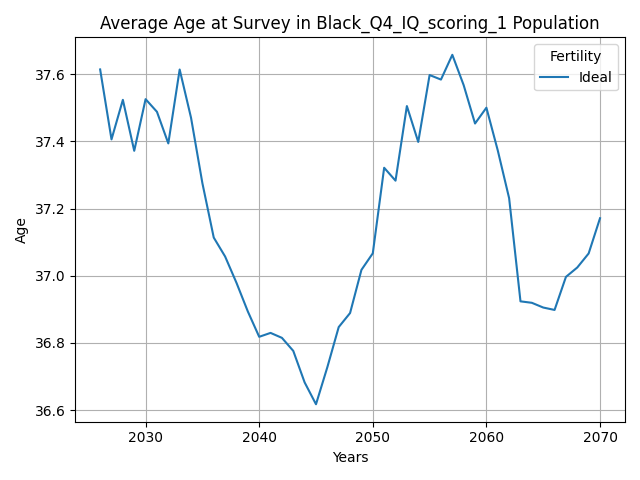 Average Age at Survey in Black_Q4_IQ_scoring_1 Population
Fertility
Ideal
37.6
37.4
37.2
37.0
36.8
36.6
Age
2030 2040 2050 2060 2070
Years